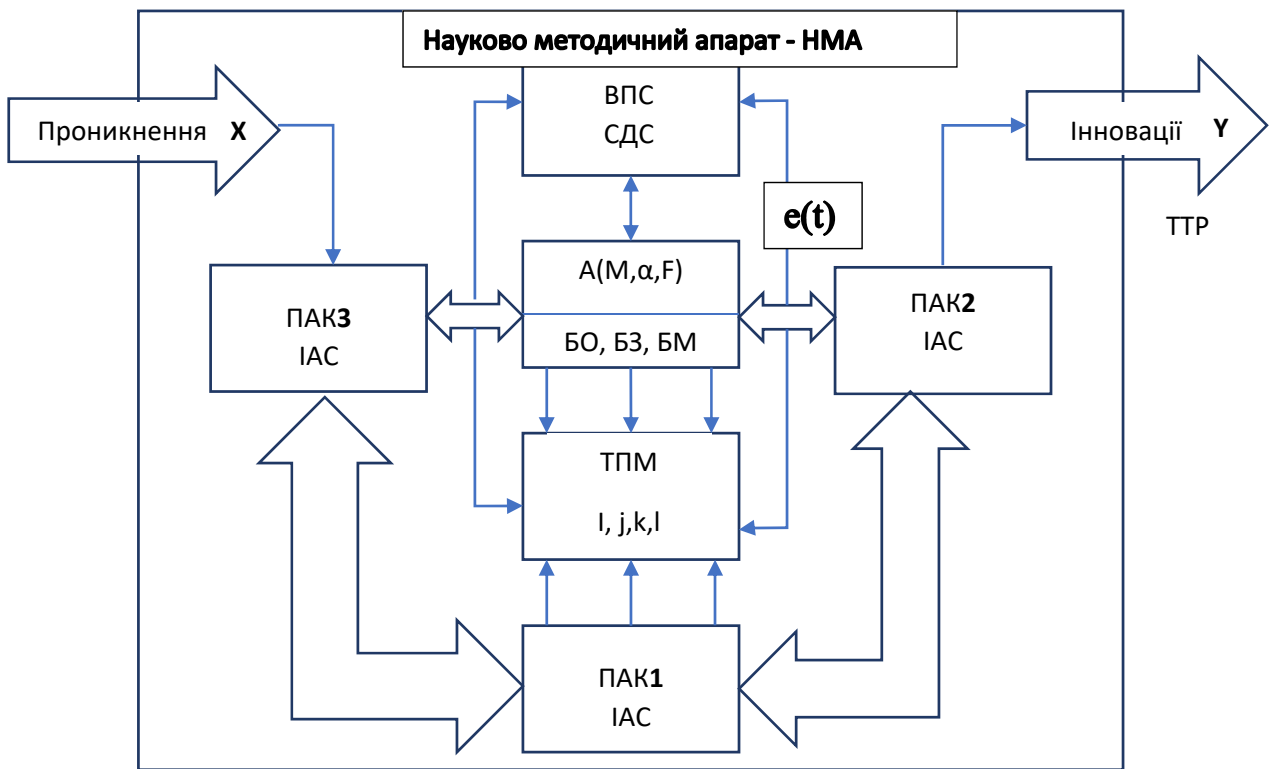 Науково методичний апарат - НМА
ВПС
СДС
Проникнення X
Інновації Y
e(t)
ТТР
А(М,α,F)
БО, БЗ, БМ
ПАК3
ІАС
ПАК2
ІАС
ТПМ
I, j,k,l
ПАК1
ІАС